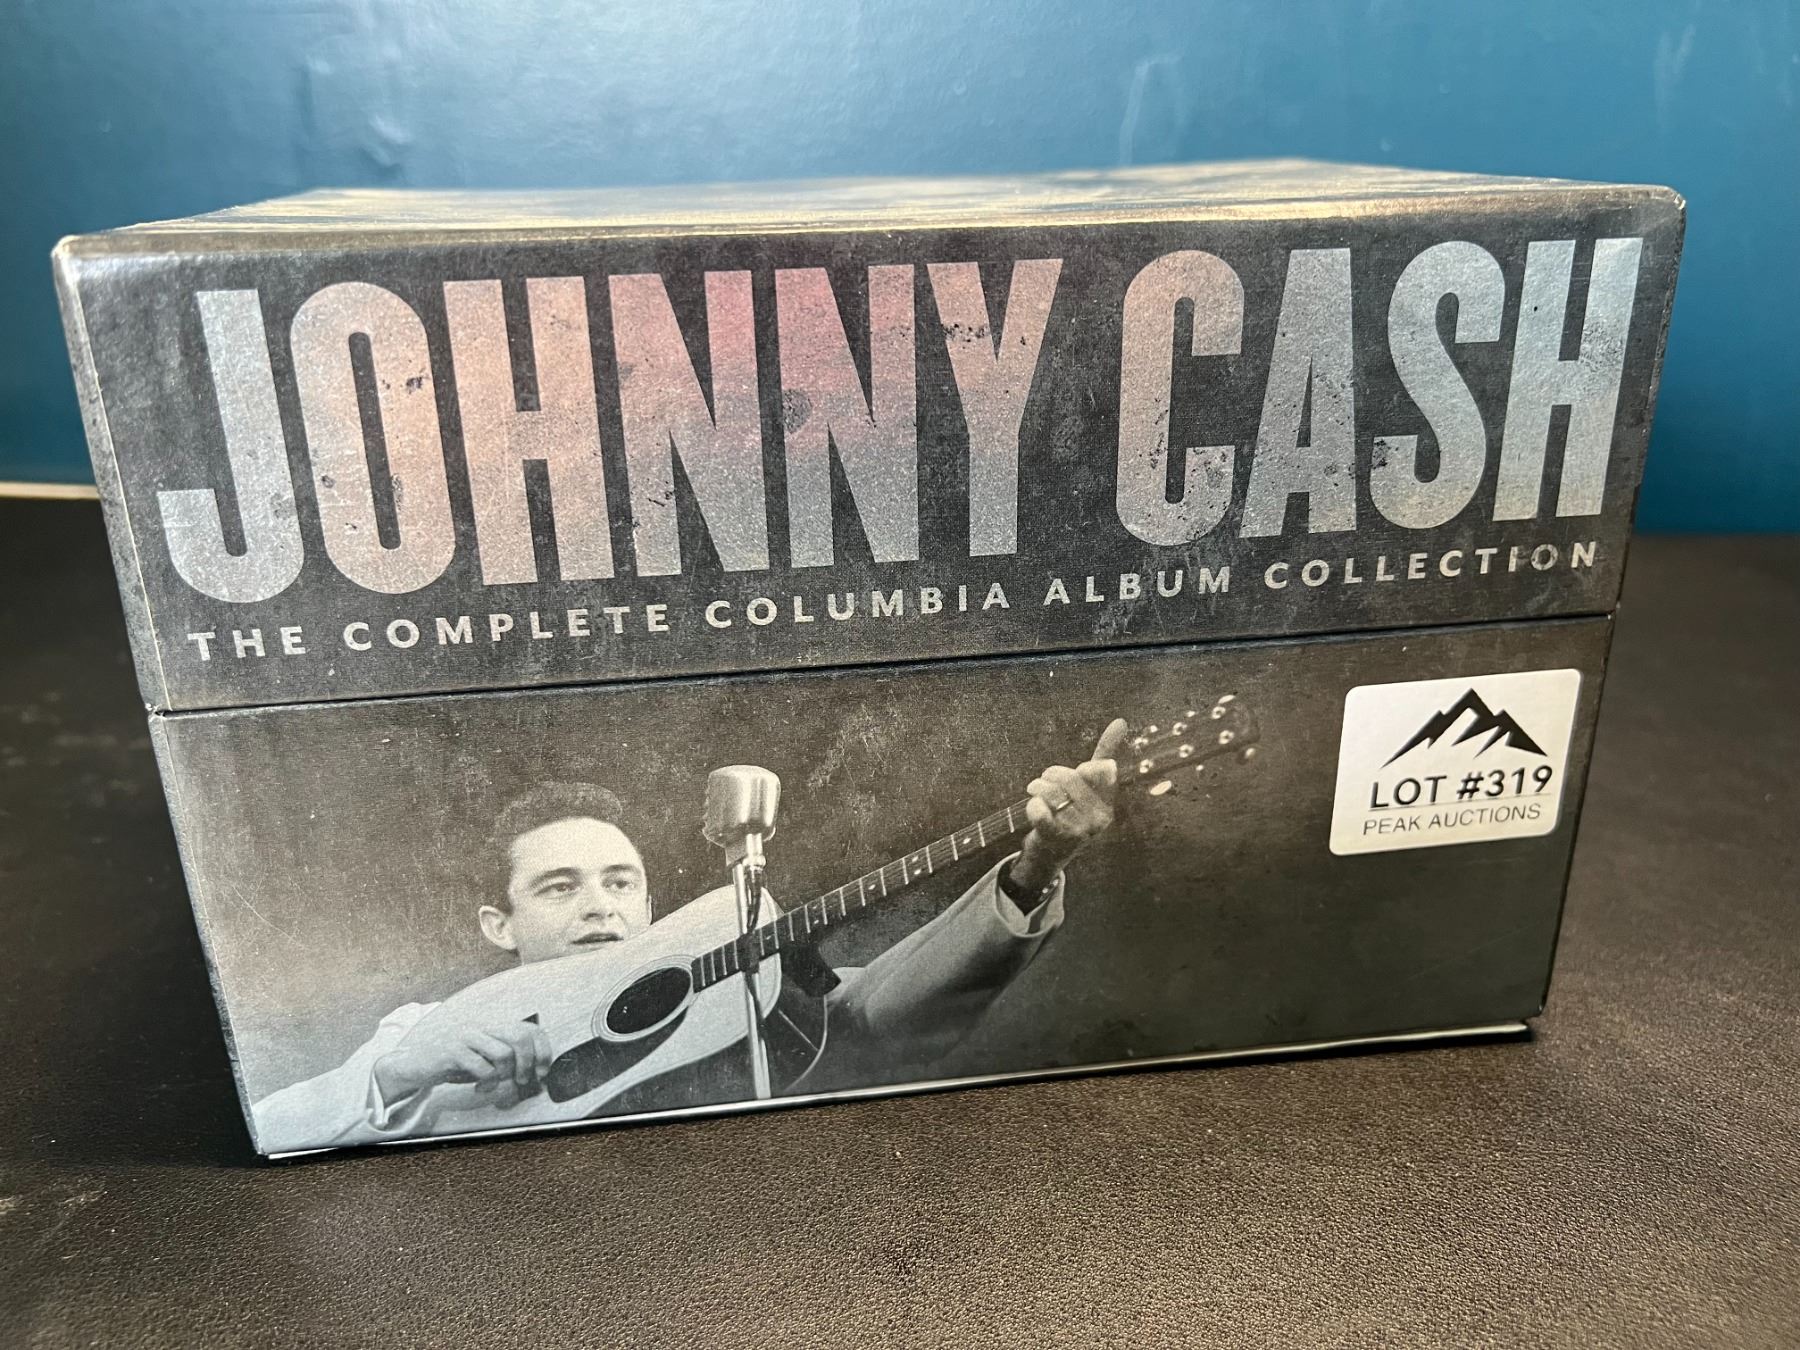 JOHNNY CASH
THE COMPLETE COLUMBIA ALBUM COLLECTION
LOT #319
PEAK AUCTIONS